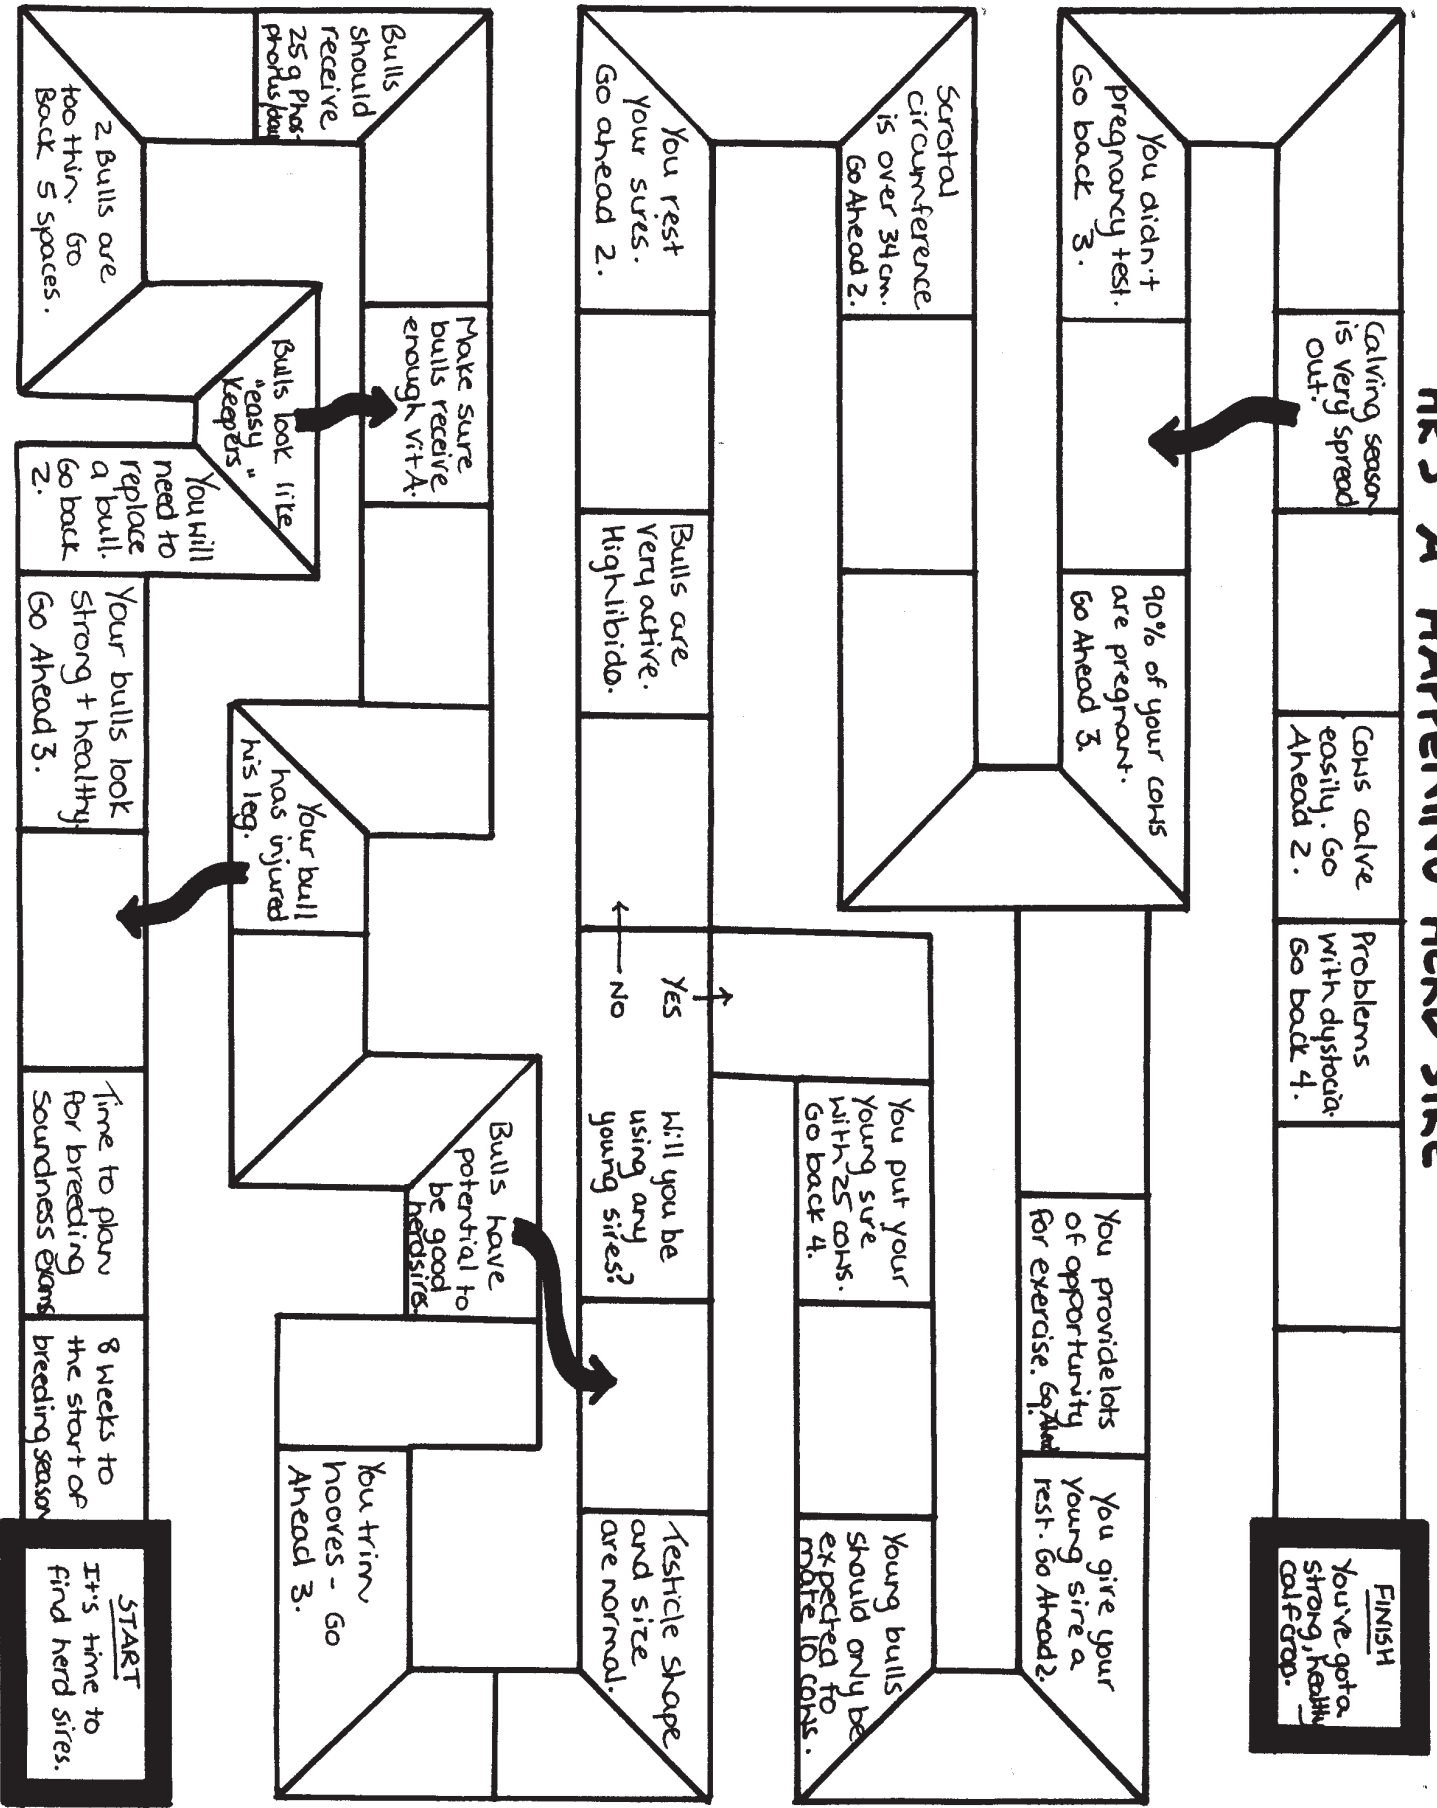 HE'S A HAPPENING HERD SIRE
Calving season
is very spread
out.
Cows calve
easily. Go
Ahead 2.
Problems
with dystocia.
Go back 4.
FINISH
You've got a
strong, healthy
calf crop.
You didn't
pregnancy test.
Go back 3.
90% of your cows
are pregnant.
Go Ahead 3.
You provide lots
of opportunity
for exercise. Go Ahead
You give your
young sire a
rest. Go Ahead 2.
Scrotal
circumference
is over 34cm.
Go Ahead 2.
You put your
young sire
with 25 cows.
Go back 4.
Young bulls
should only be
expected to
mate 10 cows.
You rest
your sires.
Go ahead 2.
Bulls are
very active.
High libido.
YES
NO
Will you be
using any
young sires?
Testicle shape
and size
are normal.
Bulls
should
receive
25g Phos-
phorus/day
Make sure
bulls receive
enough Vit A.
Bulls have
potential to
be good
herdsires.
Bulls look like
"easy
keepers"
Your bull
has injured
his leg.
You trim
hooves - Go
Ahead 3.
2 Bulls are
too thin. Go
Back 5 spaces.
You will
need to
replace
a bull.
Go back
2.
Your bulls look
strong + healthy.
Go Ahead 3.
Time to plan
for breeding
soundness exams
8 weeks to
the start of
breeding season
START
It's time to
find herd sires.